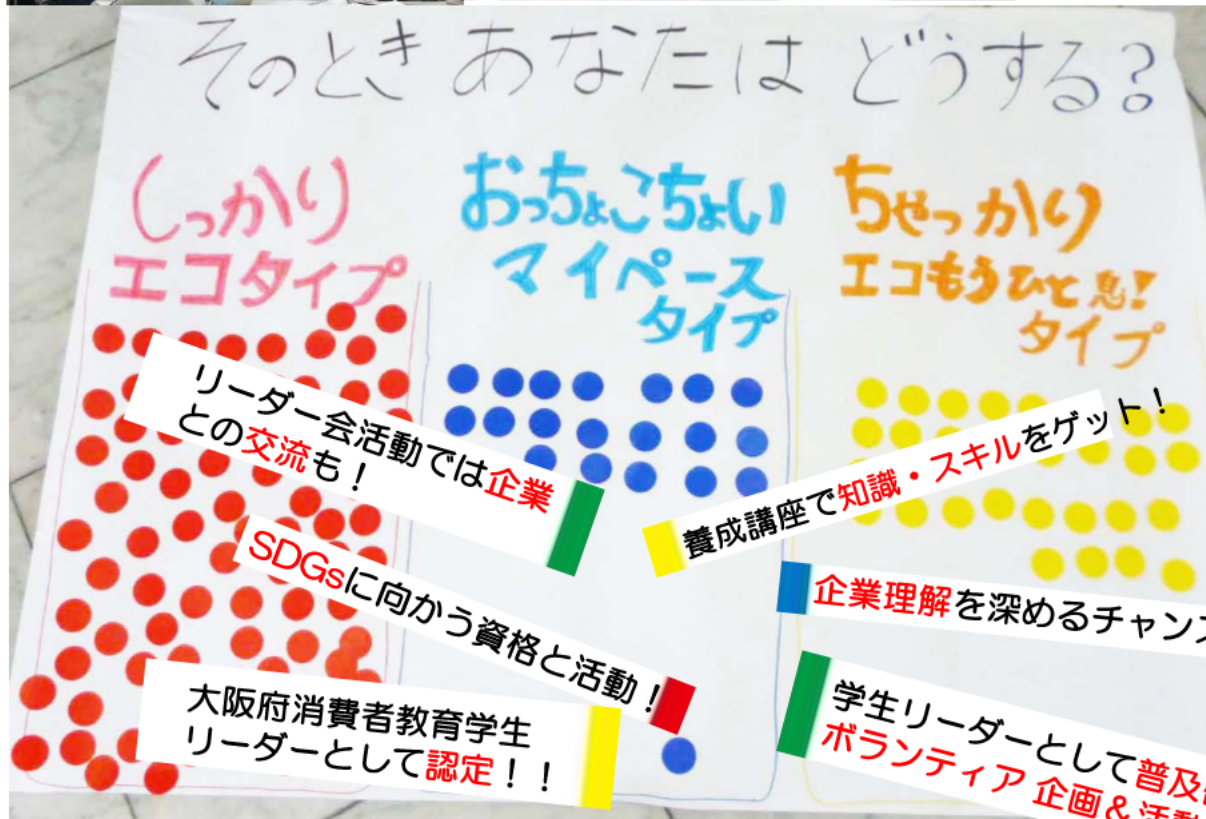 そのとき あなたは どうする?
しっかり
エコタイプ
おっちょこちょい
マイペース
タイプ
ちゃっかり
エコもうひと息!
タイプ
リーダー会活動では企業
との交流も！
養成講座で知識・スキルをゲット！
SDGsに向かう資格と活動！
企業理解を深めるチャンス
大阪府消費者教育学生
リーダーとして認定！！
学生リーダーとして普及
ボランティア 企画＆活動